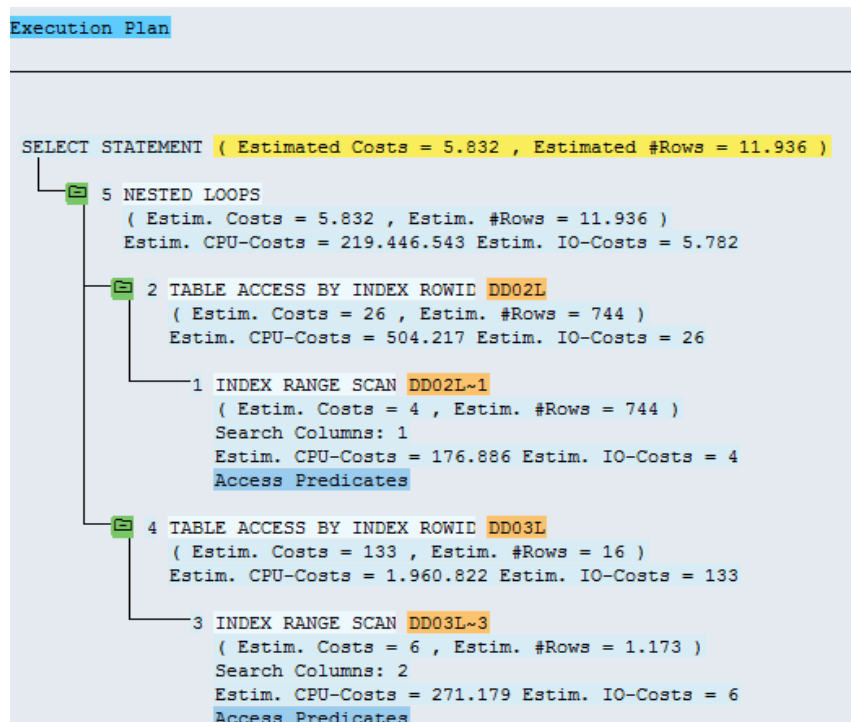 Execution Plan
SELECT STATEMENT ( Estimated Costs = 5.832 , Estimated #Rows = 11.936 )
5 NESTED LOOPS
( Estim. Costs = 5.832 , Estim. #Rows = 11.936 )
Estim. CPU-Costs = 219.446.543 Estim. IO-Costs = 5.782
2 TABLE ACCESS BY INDEX ROWID DD02L
( Estim. Costs = 26 , Estim. #Rows = 744 )
Estim. CPU-Costs = 504.217 Estim. IO-Costs = 26
1 INDEX RANGE SCAN DD02L~1
( Estim. Costs = 4 , Estim. #Rows = 744 )
Search Columns: 1
Estim. CPU-Costs = 176.886 Estim. IO-Costs = 4
Access Predicates
4 TABLE ACCESS BY INDEX ROWID DD03L
( Estim. Costs = 133 , Estim. #Rows = 16 )
Estim. CPU-Costs = 1.960.822 Estim. IO-Costs = 133
3 INDEX RANGE SCAN DD03L~3
( Estim. Costs = 6 , Estim. #Rows = 1.173 )
Search Columns: 2
Estim. CPU-Costs = 271.179 Estim. IO-Costs = 6
Access Predicates